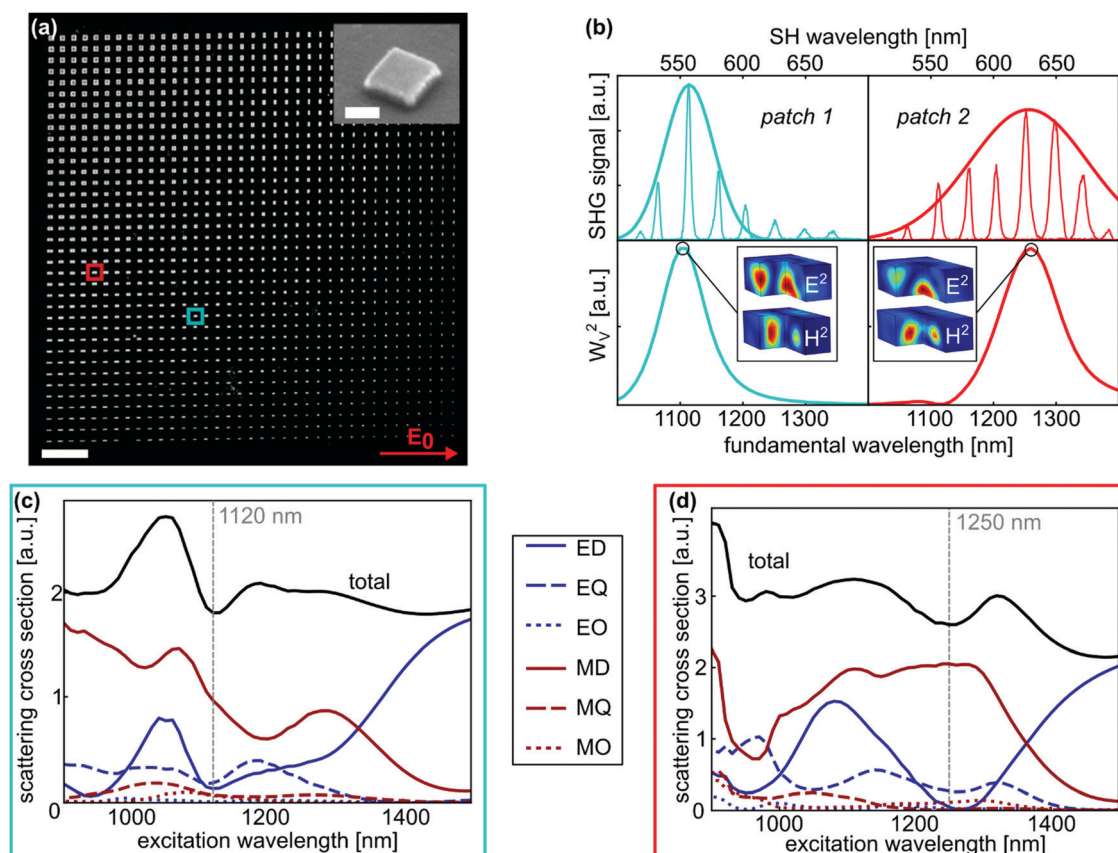 (a)
E0
(b)
SH wavelength [nm]
550 600 650 550 600 650
patch 1 patch 2
SHG signal [a.u.]
E2 E2
H2 H2
WV2 [a.u.]
1100 1200 1300 1100 1200 1300
fundamental wavelength [nm]
(c)
1120 nm
total
scattering cross section [a.u.]
2
1
0
1000 1200 1400
excitation wavelength [nm]
ED
EQ
EO
MD
MQ
MO
(d)
1250 nm
total
scattering cross section [a.u.]
3
2
1
0
1000 1200 1400
excitation wavelength [nm]